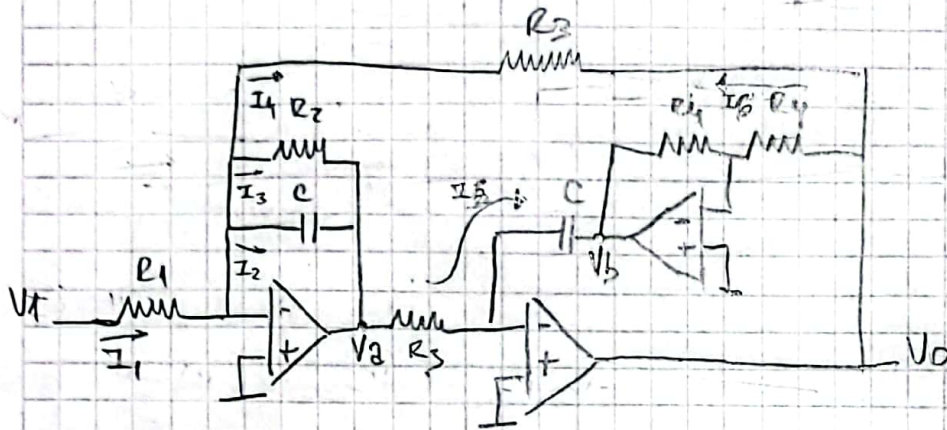 R3
I4
R2
R4
I6
R4
I3
C
I5
C
I2
Vb
R1
-
+
VI
-
+
I1
+
-
Va
R3
-
+
Vo